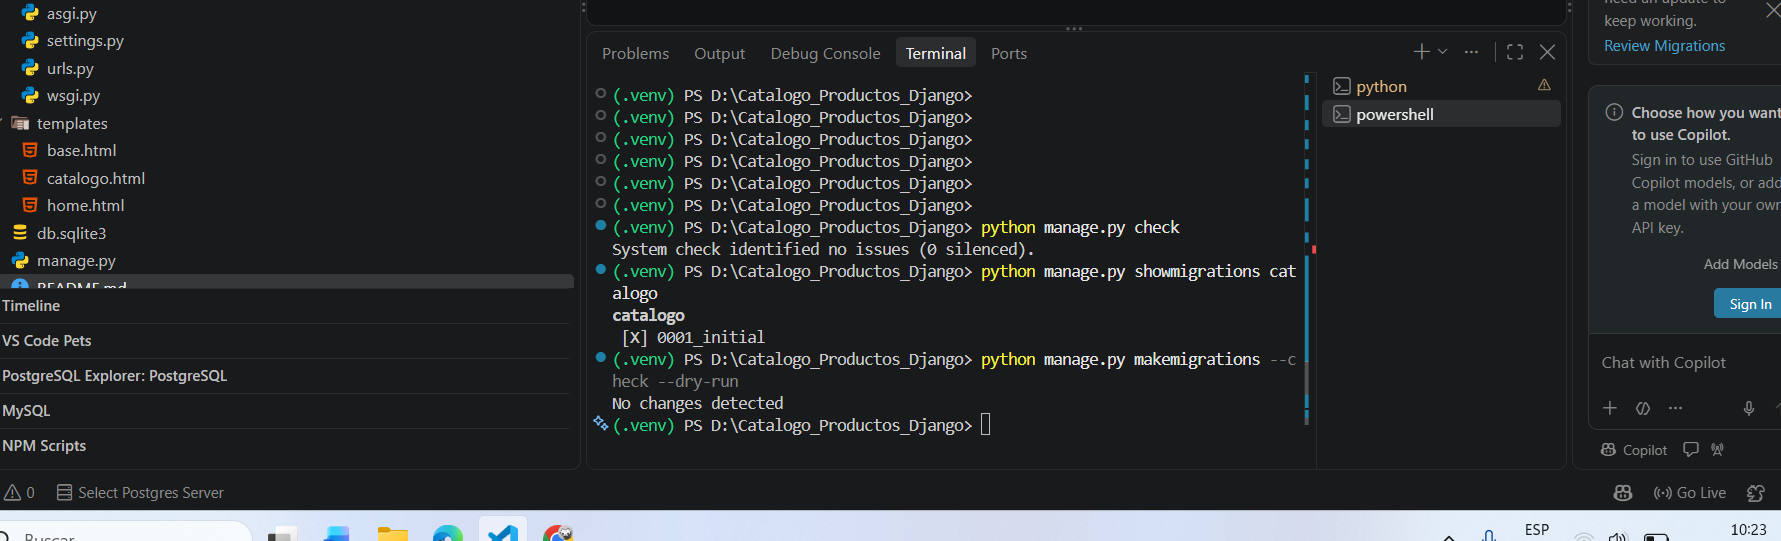 asgi.py
settings.py
urls.py
wsgi.py
templates
base.html
catalogo.html
home.html
db.sqlite3
manage.py
README.md
Timeline
VS Code Pets
PostgreSQL Explorer: PostgreSQL
MySQL
NPM Scripts
0
Select Postgres Server
Problems
Output
Debug Console
Terminal
Ports
(.venv) PS D:\Catalogo_Productos_Django>
(.venv) PS D:\Catalogo_Productos_Django>
(.venv) PS D:\Catalogo_Productos_Django>
(.venv) PS D:\Catalogo_Productos_Django>
(.venv) PS D:\Catalogo_Productos_Django>
(.venv) PS D:\Catalogo_Productos_Django>
(.venv) PS D:\Catalogo_Productos_Django> python manage.py check
System check identified no issues (0 silenced).
(.venv) PS D:\Catalogo_Productos_Django> python manage.py showmigrations cat
alogo
catalogo
[X] 0001_initial
(.venv) PS D:\Catalogo_Productos_Django> python manage.py makemigrations --c
heck --dry-run
No changes detected
(.venv) PS D:\Catalogo_Productos_Django>
python
powershell
need an update to
keep working.
Review Migrations
Choose how you want
to use Copilot.
Sign in to use GitHub
Copilot models, or add
a model with your own
API key.
Add Models
Sign In
Chat with Copilot
Copilot
Go Live
Buscar
ESP
10:23